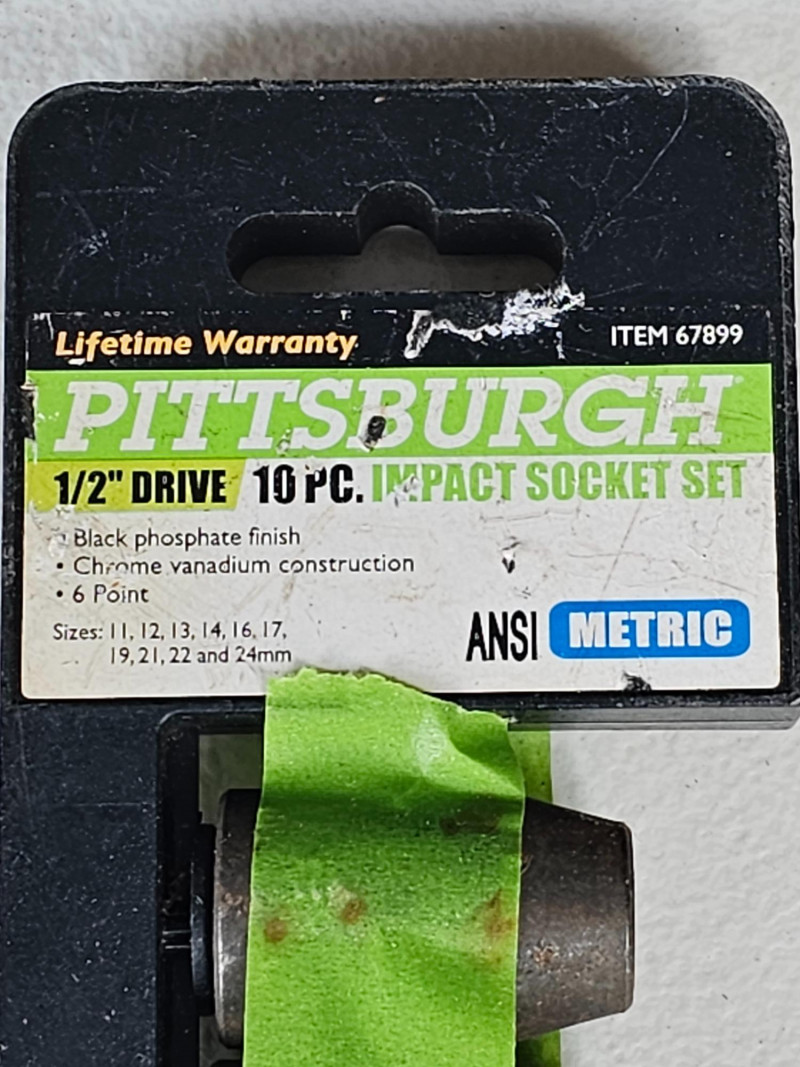 Lifetime Warranty
ITEM 67899
PITTSBURGH
1/2" DRIVE 10 PC. IMPACT SOCKET SET
• Black phosphate finish
• Chrome vanadium construction
• 6 Point
Sizes: 11, 12, 13, 14, 16, 17,
19, 21, 22 and 24mm
ANSI METRIC